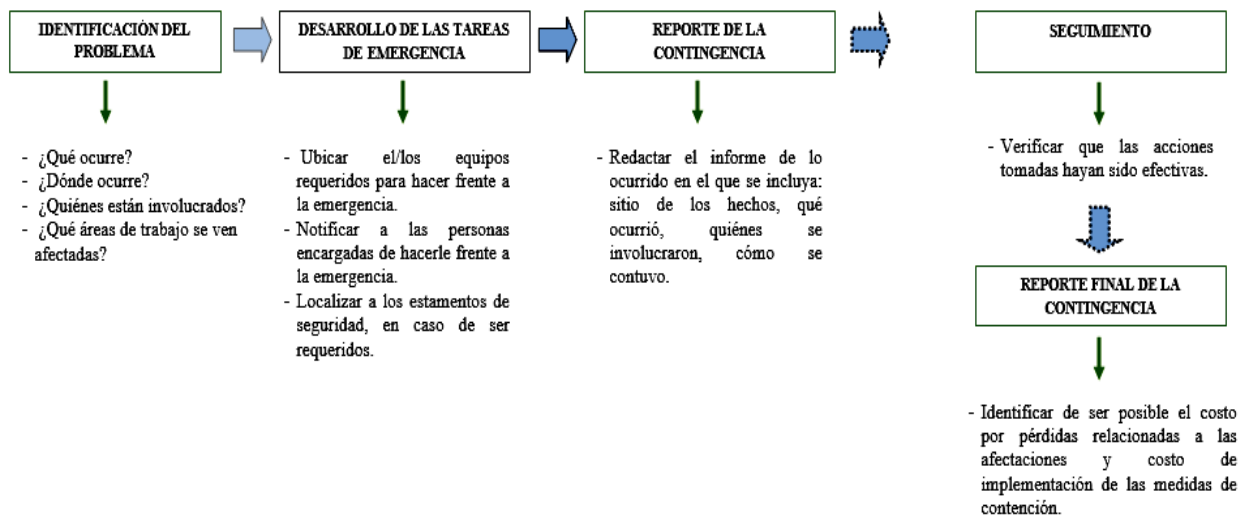 IDENTIFICACIÓN DEL
PROBLEMA
- ¿Qué ocurre?
- ¿Dónde ocurre?
- ¿Quiénes están involucrados?
- ¿Qué áreas de trabajo se ven
afectadas?
DESARROLLO DE LAS TAREAS
DE EMERGENCIA
- Ubicar el/los equipos
requeridos para hacer frente a
la emergencia.
- Notificar a las personas
encargadas de hacerle frente a
la emergencia.
- Localizar a los estamentos de
seguridad, en caso de ser
requeridos.
REPORTE DE LA
CONTINGENCIA
- Redactar el informe de lo
ocurrido en el que se incluya:
sitio de los hechos, qué
ocurrió, quiénes se
involucraron, cómo se
contuvo.
SEGUIMIENTO
- Verificar que las acciones
tomadas hayan sido efectivas.
REPORTE FINAL DE LA
CONTINGENCIA
- Identificar de ser posible el costo
por pérdidas relacionadas a las
afectaciones y costo de
implementación de las medidas de
contención.